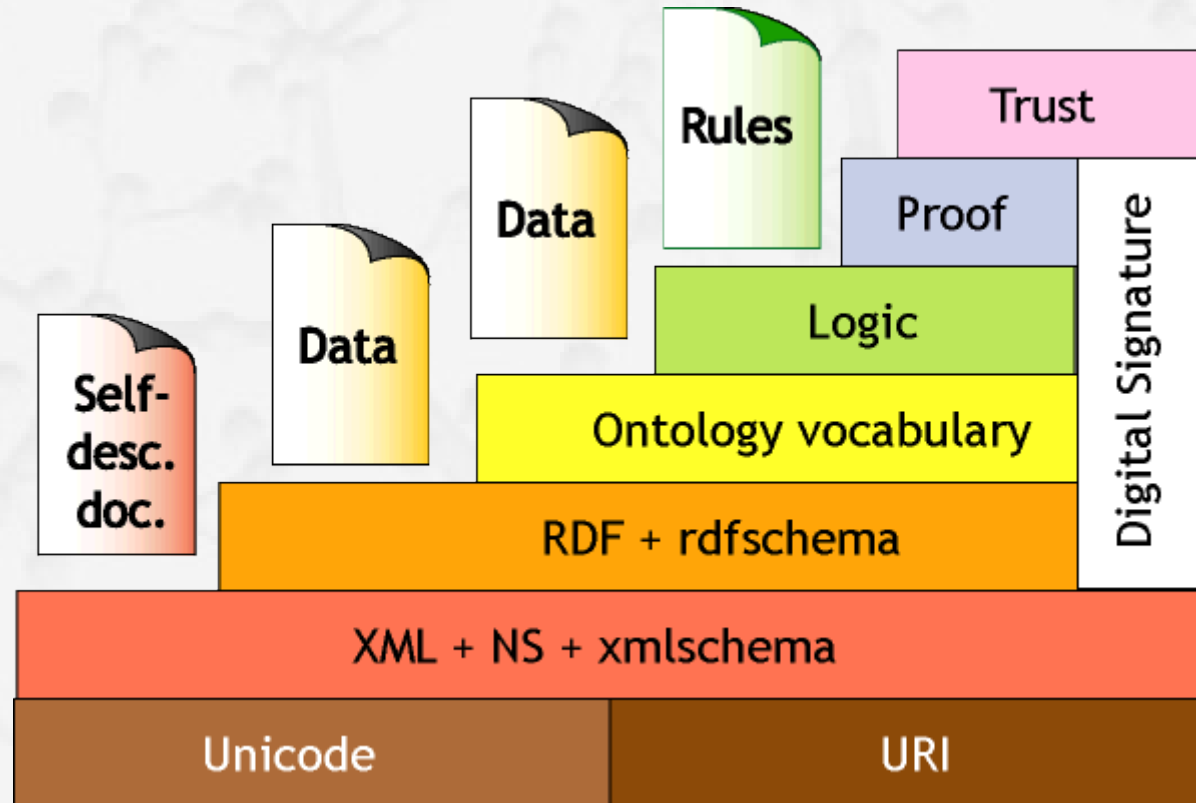 Rules
Trust
Data
Proof
Digital Signature
Data
Logic
Self-
desc.
doc.
Ontology vocabulary
RDF + rdfschema
XML + NS + xmlschema
Unicode
URI